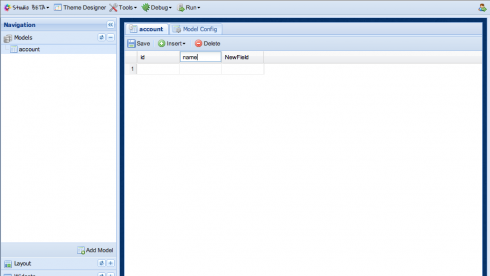 Studio BETA Theme Designer Tools Debug Run
Navigation
Models
account
Add Model
Layout
Widgets
account Model Config
Save Insert Delete
id name NewField
1